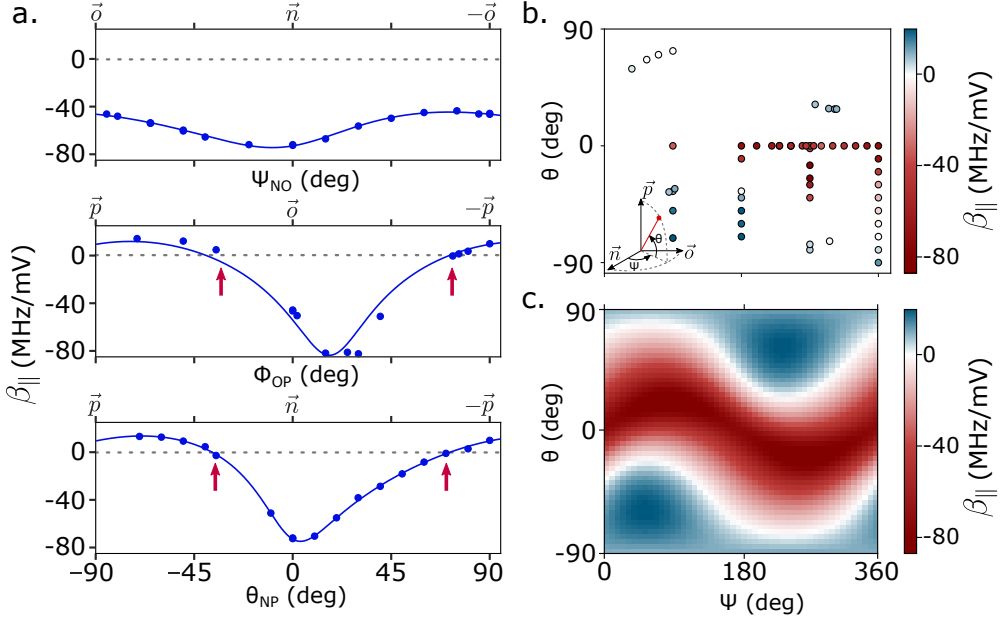 a.
b.
c.
o⃗ n⃗ −o⃗
0
-40
-80
Ψ_NO (deg)
p⃗ o⃗ −p⃗
0
-40
-80
Φ_OP (deg)
p⃗ n⃗ −p⃗
0
-40
-80
-90 -45 0 45 90
θ_NP (deg)
β_|| (MHz/mV)
90
0
-90
θ (deg)
p⃗
n⃗
o⃗
θ
Ψ
0
-40
-80
β_|| (MHz/mV)
90
0
-90
θ (deg)
0 180 360
Ψ (deg)
0
-40
-80
β_|| (MHz/mV)